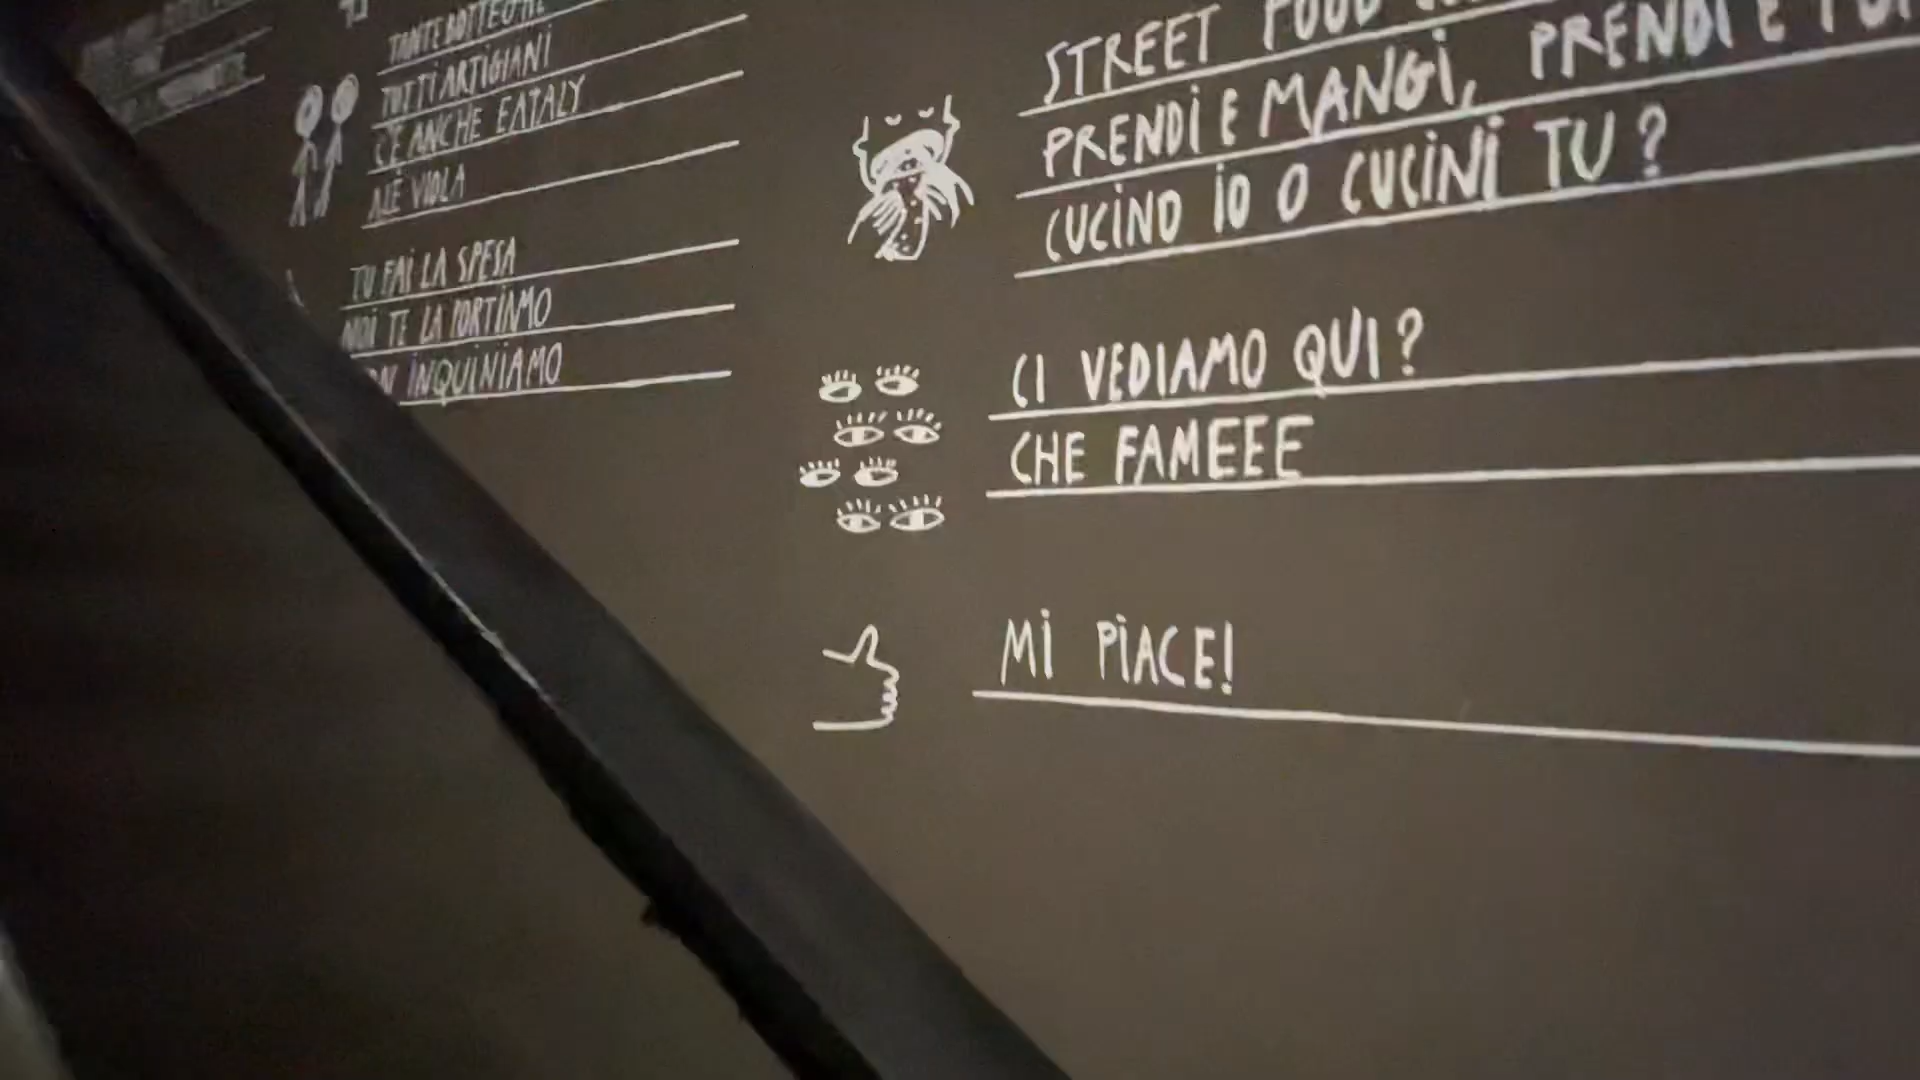 TUTTI ARTIGIANI
C'È ANCHE EATALY
ALÈ VIOLA
TU FAI LA SPESA
NOI TE LA PORTIAMO
INQUINIAMO
STREET FOOD
PRENDI E MANGI, PRENDI E
CUCINO IO O CUCINI TU?
CI VEDIAMO QUI?
CHE FAMEEE
MI PIACE!